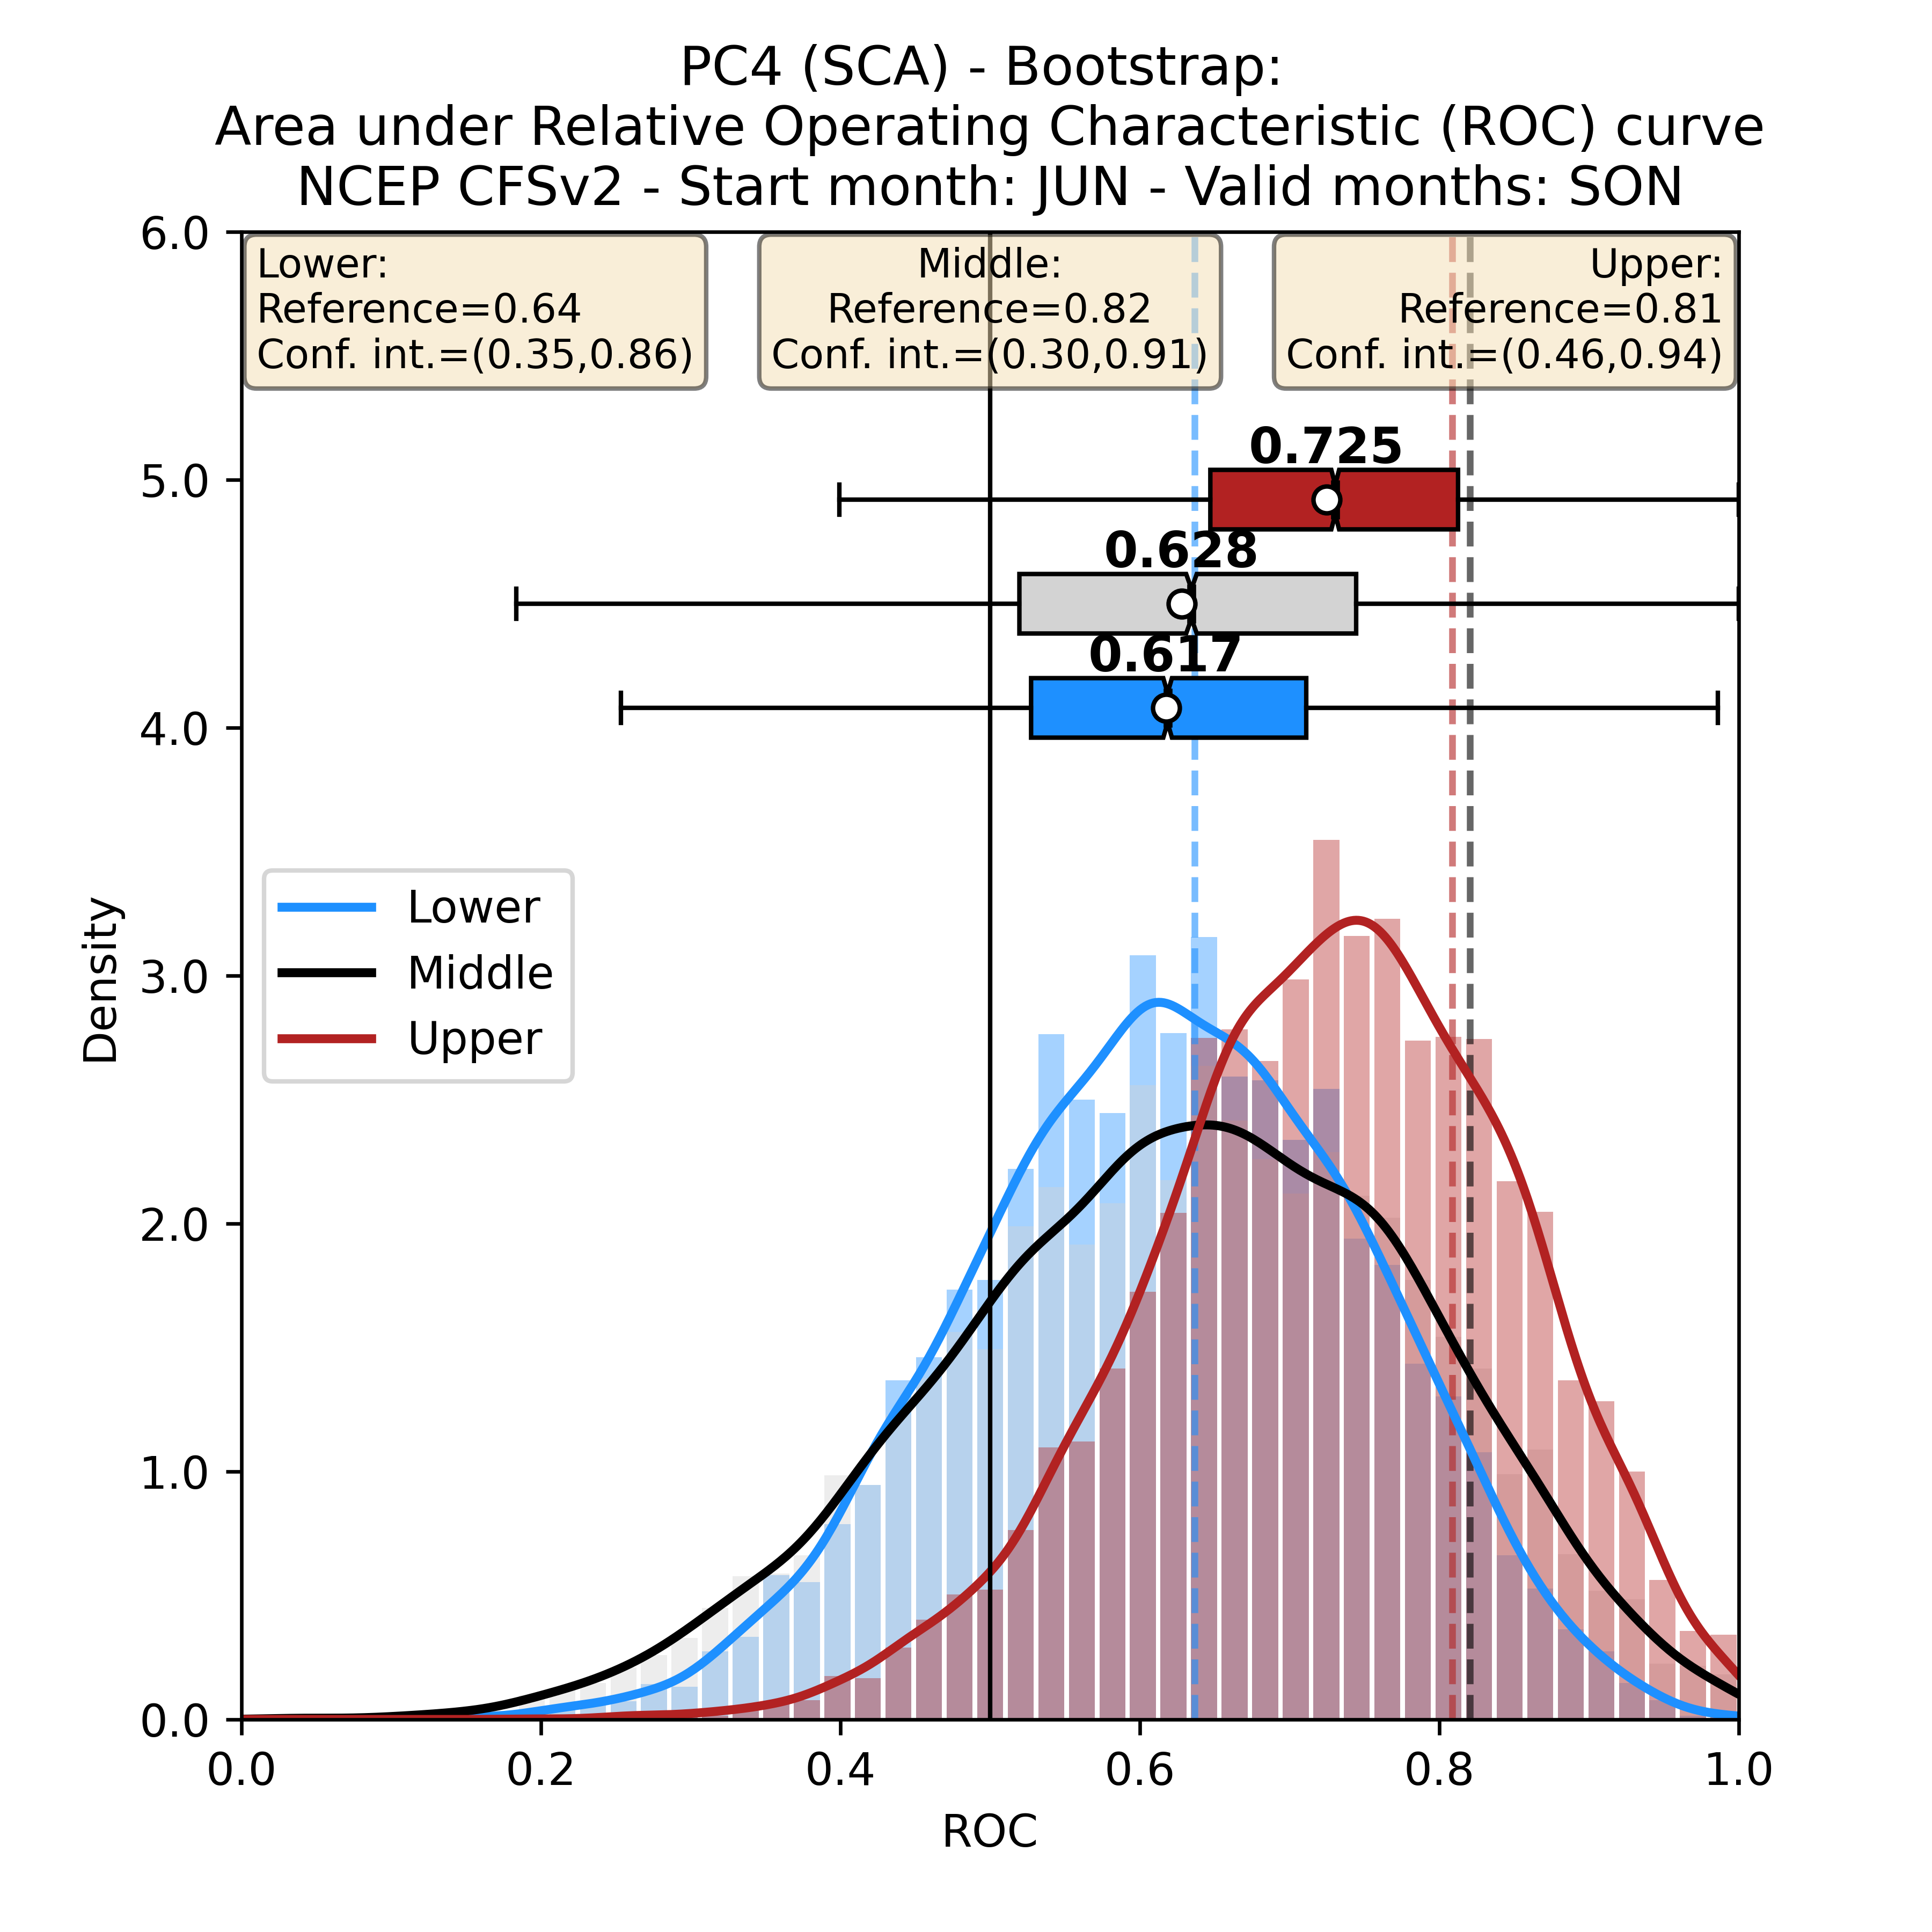 PC4 (SCA) - Bootstrap:
Area under Relative Operating Characteristic (ROC) curve
NCEP CFSv2 - Start month: JUN - Valid months: SON
Lower:
Reference=0.64
Conf. int.=(0.35,0.86)
Middle:
Reference=0.82
Conf. int.=(0.30,0.91)
Upper:
Reference=0.81
Conf. int.=(0.46,0.94)
0.725
0.628
0.617
Lower
Middle
Upper
Density
6.0
5.0
4.0
3.0
2.0
1.0
0.0
0.0 0.2 0.4 0.6 0.8 1.0
ROC